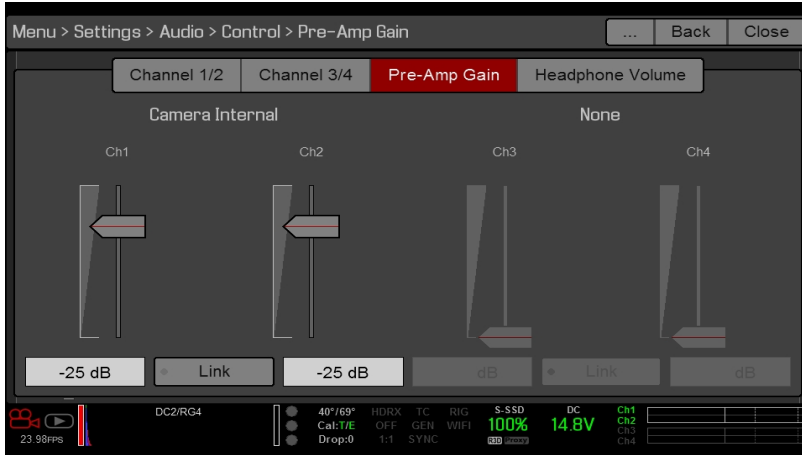 Menu > Settings > Audio > Control > Pre-Amp Gain
... Back Close
Channel 1/2 Channel 3/4 Pre-Amp Gain Headphone Volume
Camera Internal None
Ch1 Ch2 Ch3 Ch4
-25 dB Link -25 dB dB Link dB
DC2/RG4 40°/69° HDRX TC RIG S-SSD DC Ch1
Cal:T/E OFF GEN WIFI 100% 14.8V Ch2
23.98FPS Drop:0 1:1 SYNC R3D Proxy Ch3
Ch4